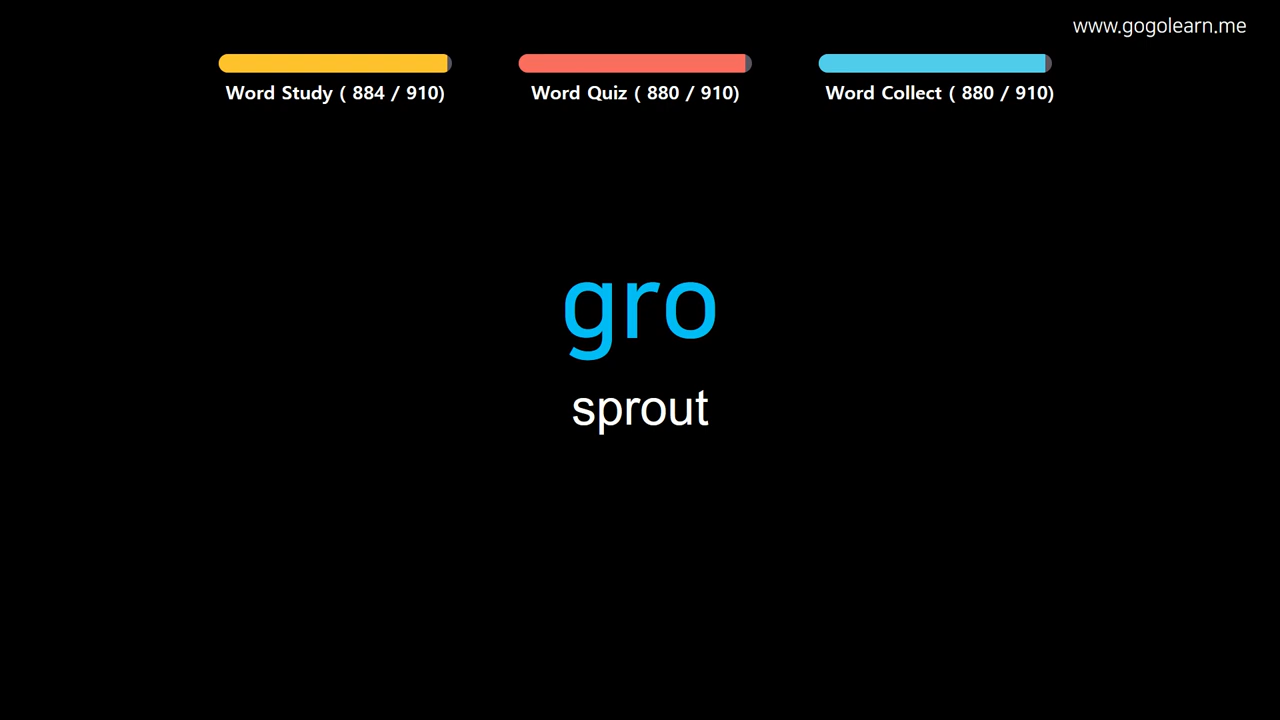 www.gogolearn.me
Word Study ( 884 / 910)
Word Quiz ( 880 / 910)
Word Collect ( 880 / 910)
gro
sprout